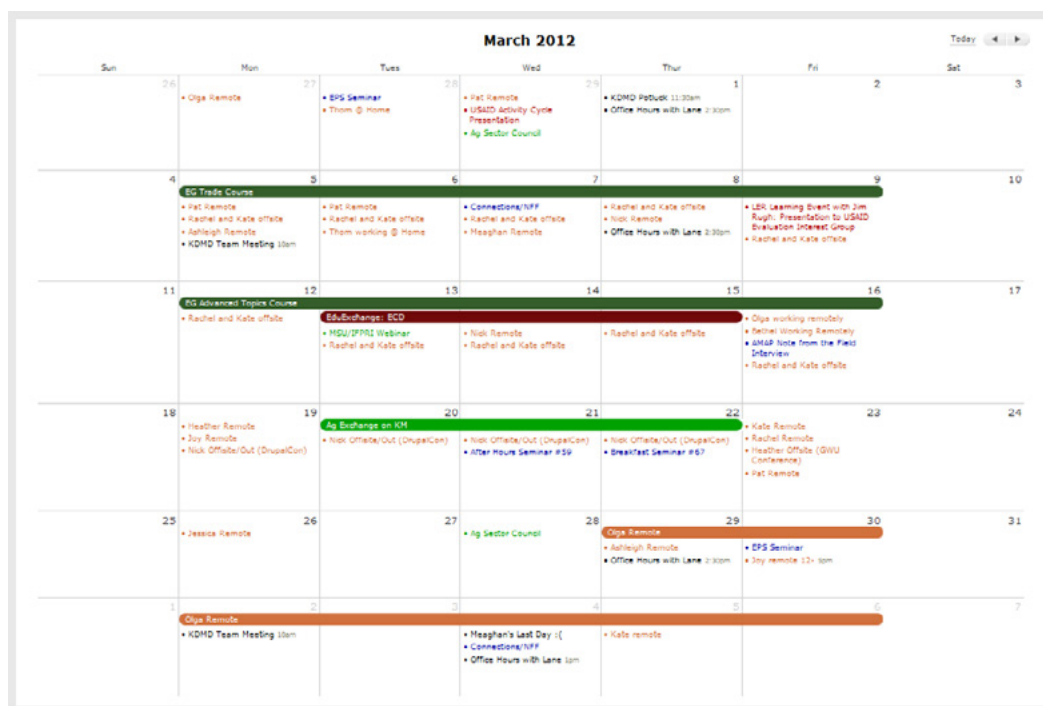 March 2012
Today
Sun Mon Tues Wed Thur Fri Sat
26 27 28 29 1 2 3
• Olga Remote
• EPS Seminar
• Thom @ Home
• Pat Remote
• USAID Activity Cycle
Presentation
• Ag Sector Council
• KDMD Potluck 11:30am
• Office Hours with Lane 2:30pm
4 5 6 7 8 9 10
EG Trade Course
• Pat Remote
• Rachel and Kate offsite
• Ashleigh Remote
• KDMD Team Meeting 10am
• Pat Remote
• Rachel and Kate offsite
• Thom working @ Home
• Connections/NFF
• Rachel and Kate offsite
• Meaghan Remote
• Rachel and Kate offsite
• Nick Remote
• Office Hours with Lane 2:30pm
• LER Learning Event with Jim
Rugh: Presentation to USAID
Evaluation Interest Group
• Rachel and Kate offsite
11 12 13 14 15 16 17
EG Advanced Topics Course
• Rachel and Kate offsite
EduExchange: ECD
• MSU/IFPRI Webinar
• Rachel and Kate offsite
• Nick Remote
• Rachel and Kate offsite
• Rachel and Kate offsite
• Olga working remotely
• Bethel Working Remotely
• AMAP Note from the Field
Interview
• Rachel and Kate offsite
18 19 20 21 22 23 24
• Heather Remote
• Joy Remote
• Nick Offsite/Out (DrupalCon)
Ag Exchange on KM
• Nick Offsite/Out (DrupalCon)
• Nick Offsite/Out (DrupalCon)
• After Hours Seminar #59
• Nick Offsite/Out (DrupalCon)
• Breakfast Seminar #67
• Kate Remote
• Rachel Remote
• Heather Offsite (GWU
Conference)
• Pat Remote
25 26 27 28 29 30 31
• Jessica Remote
• Ag Sector Council
Olga Remote
• Ashleigh Remote
• Office Hours with Lane 2:30pm
• EPS Seminar
• Joy remote 12- 5pm
1 2 3 4 5 6 7
Olga Remote
• KDMD Team Meeting 10am
• Meaghan's Last Day :(
• Connections/NFF
• Office Hours with Lane 1pm
• Kate remote